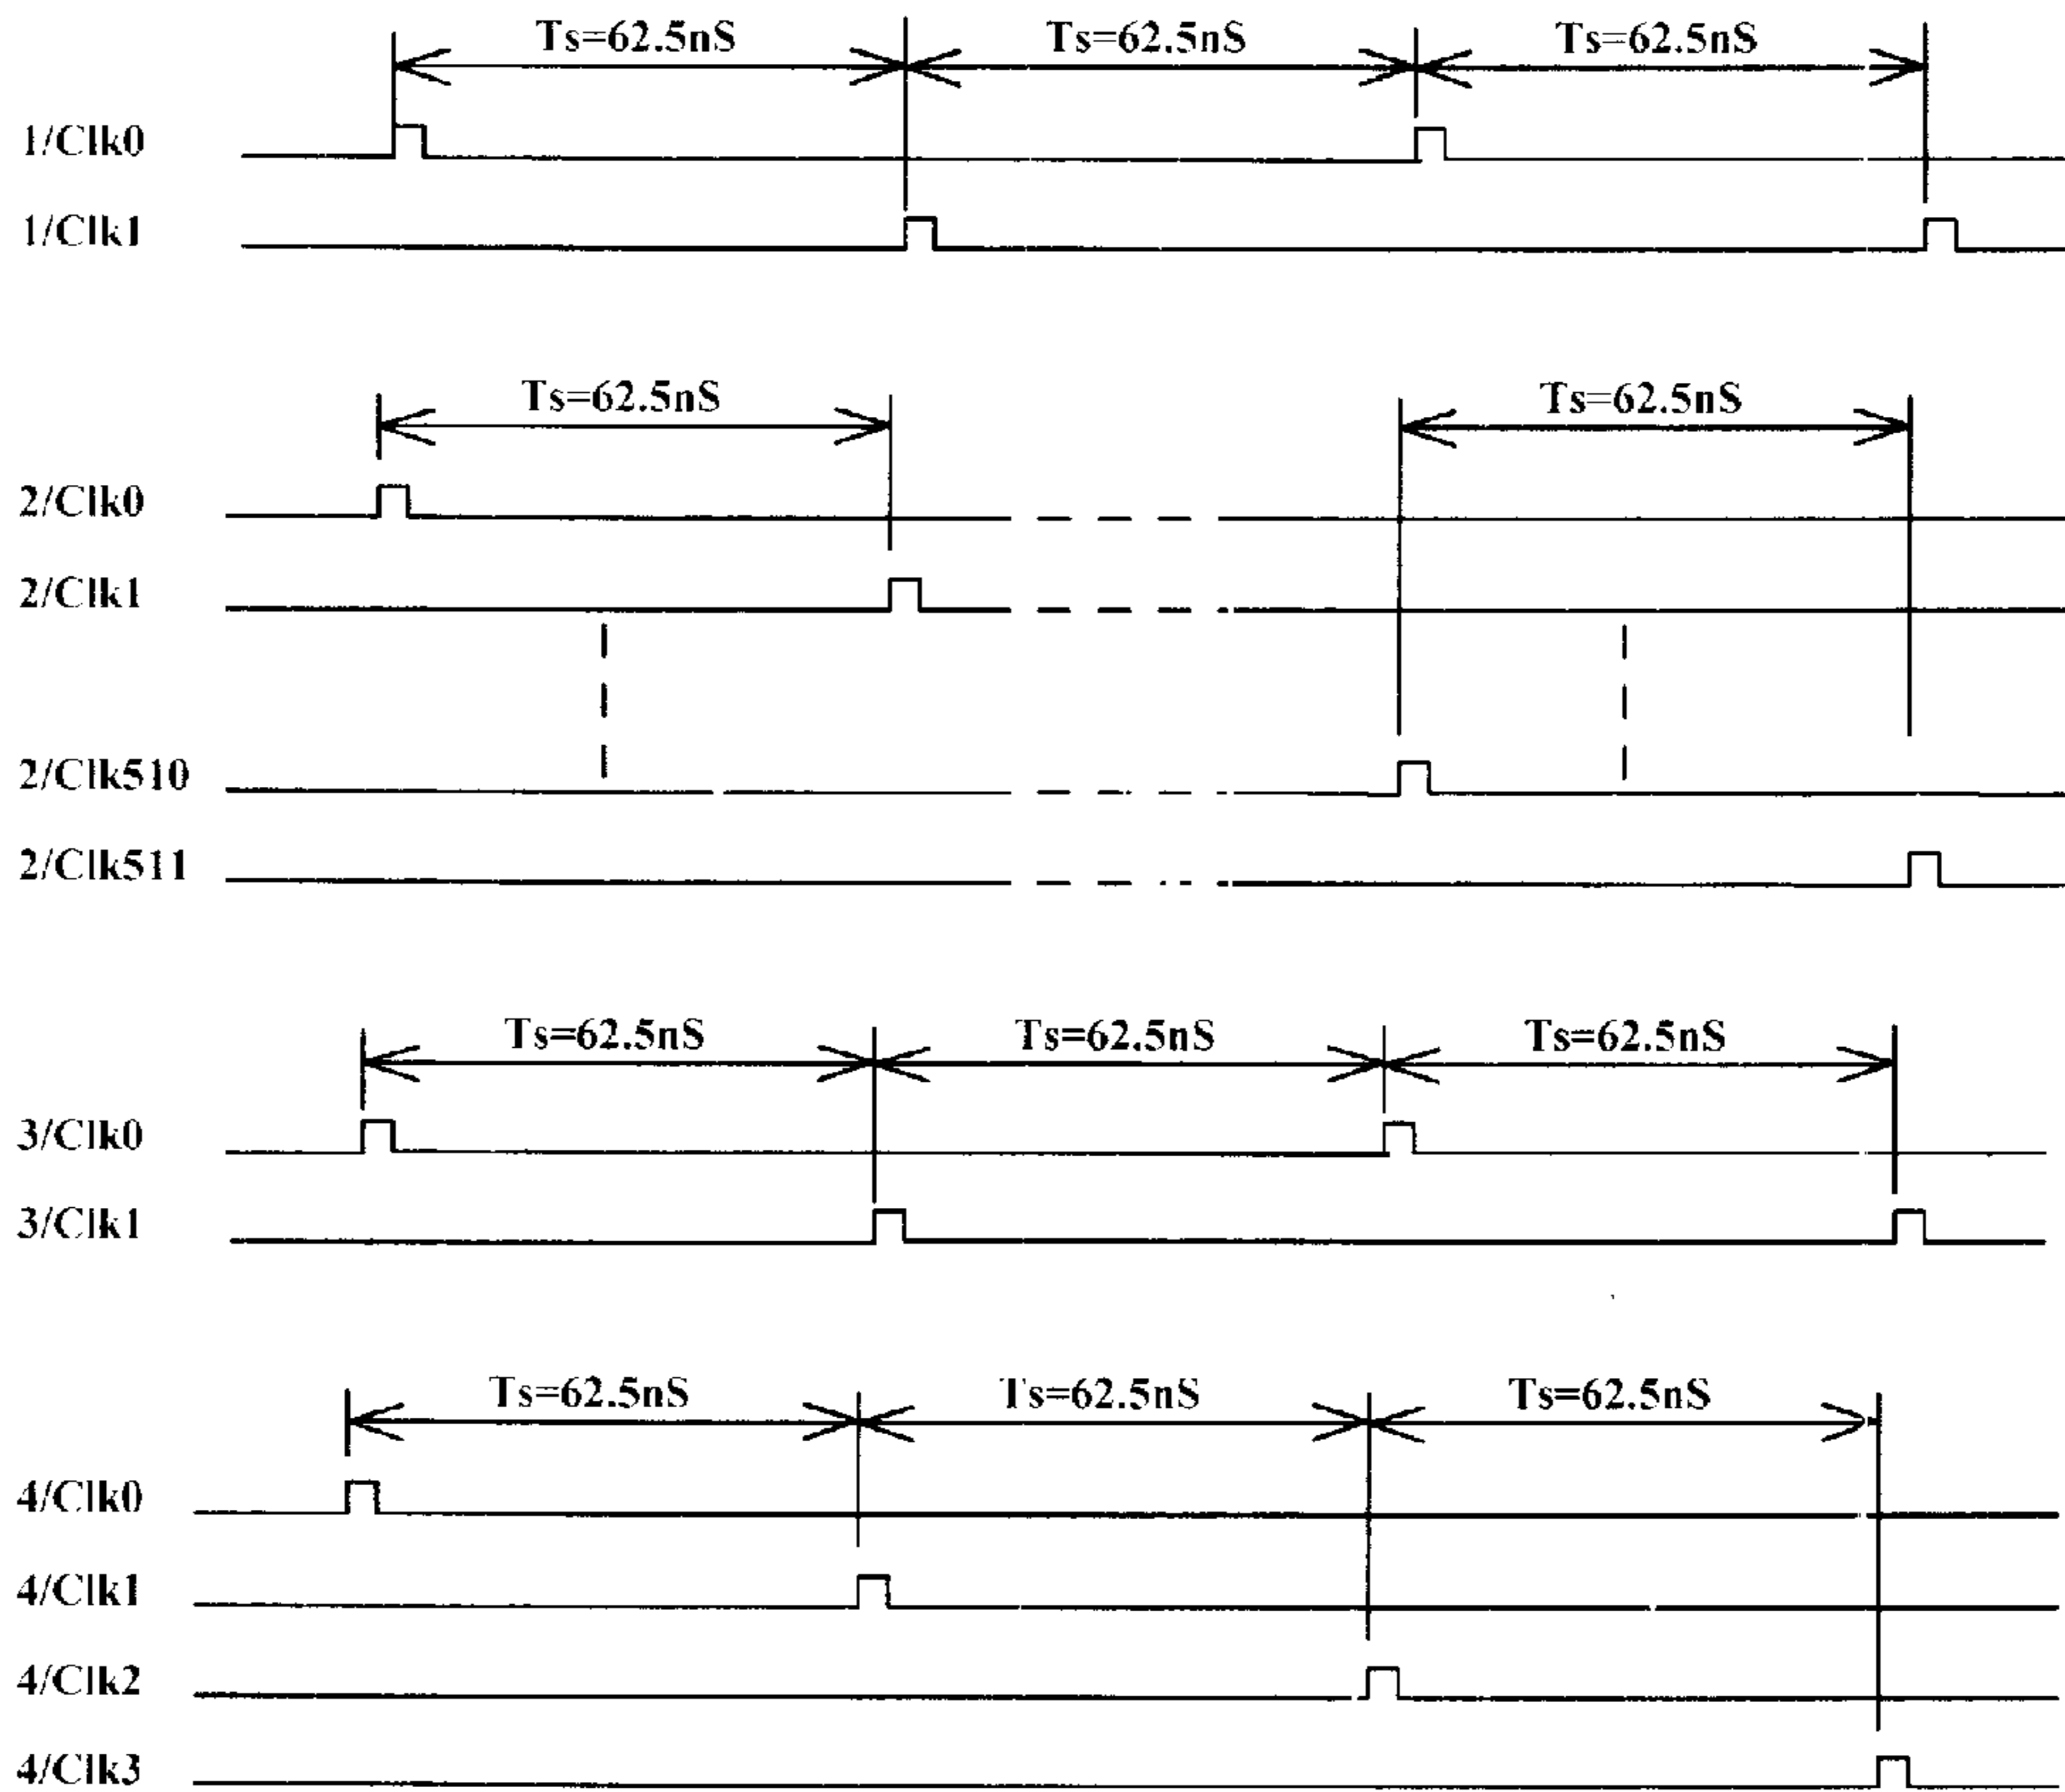 Ts=62.5nS Ts=62.5nS Ts=62.5nS
1/Clk0
1/Clk1
Ts=62.5nS Ts=62.5nS
2/Clk0
2/Clk1
2/Clk510
2/Clk511
Ts=62.5nS Ts=62.5nS Ts=62.5nS
3/Clk0
3/Clk1
Ts=62.5nS Ts=62.5nS Ts=62.5nS
4/Clk0
4/Clk1
4/Clk2
4/Clk3